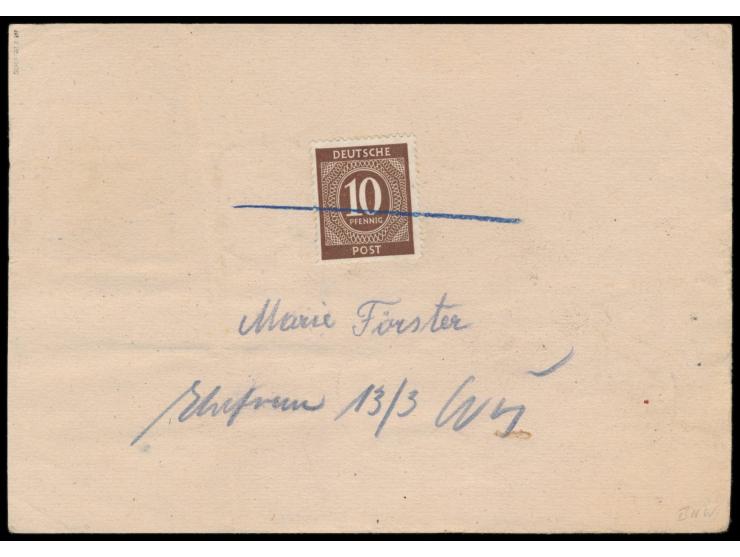 DEUTSCHE
10
PFENNIG
POST
Marie Förster
Ehefrau 13/3